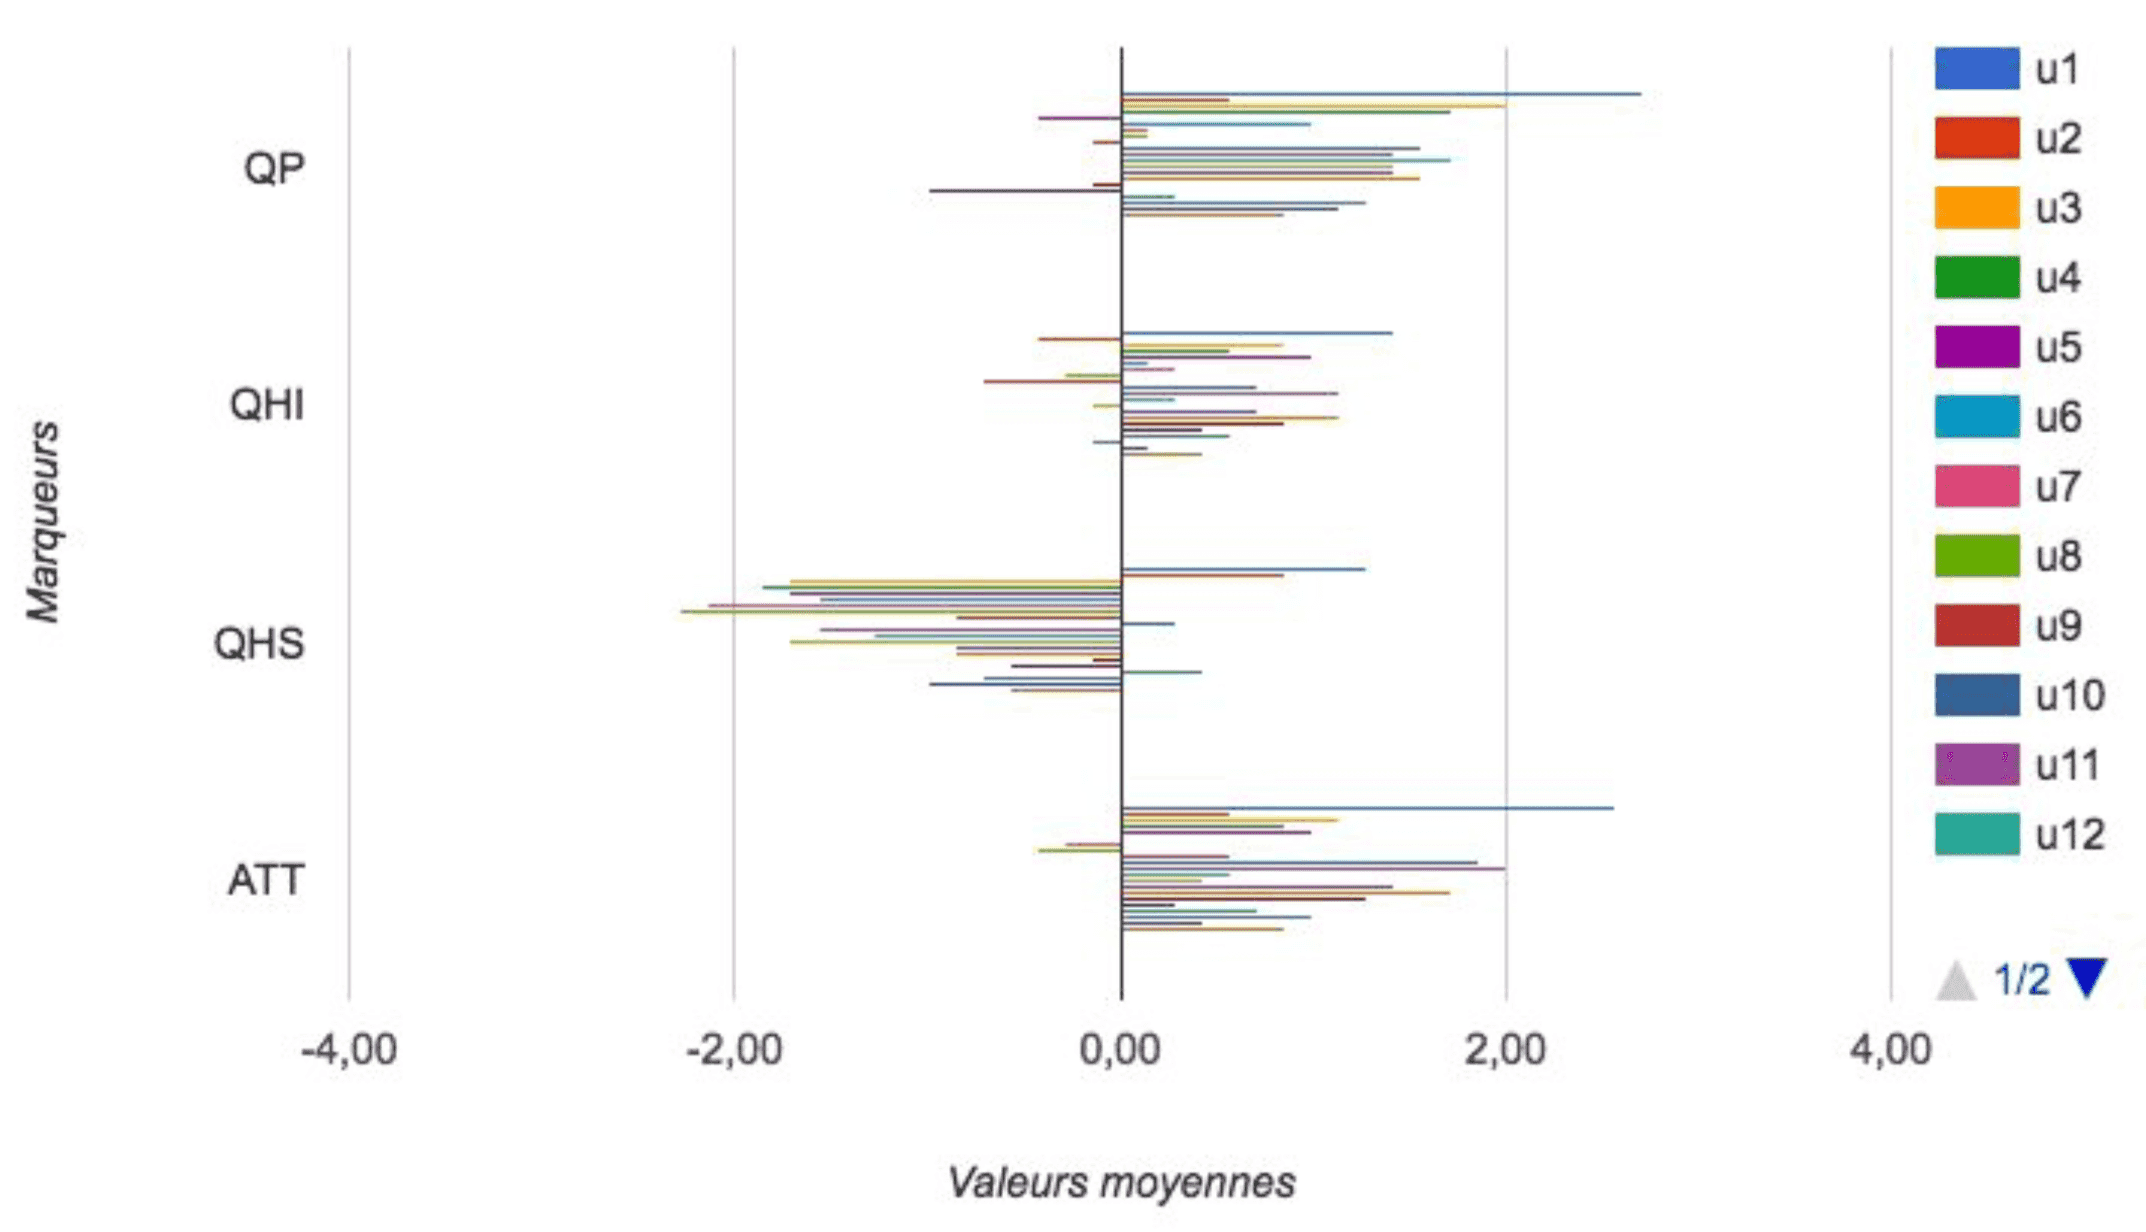 Marqueurs
QP
QHI
QHS
ATT
-4,00
-2,00
0,00
2,00
4,00
Valeurs moyennes
u1
u2
u3
u4
u5
u6
u7
u8
u9
u10
u11
u12
1/2